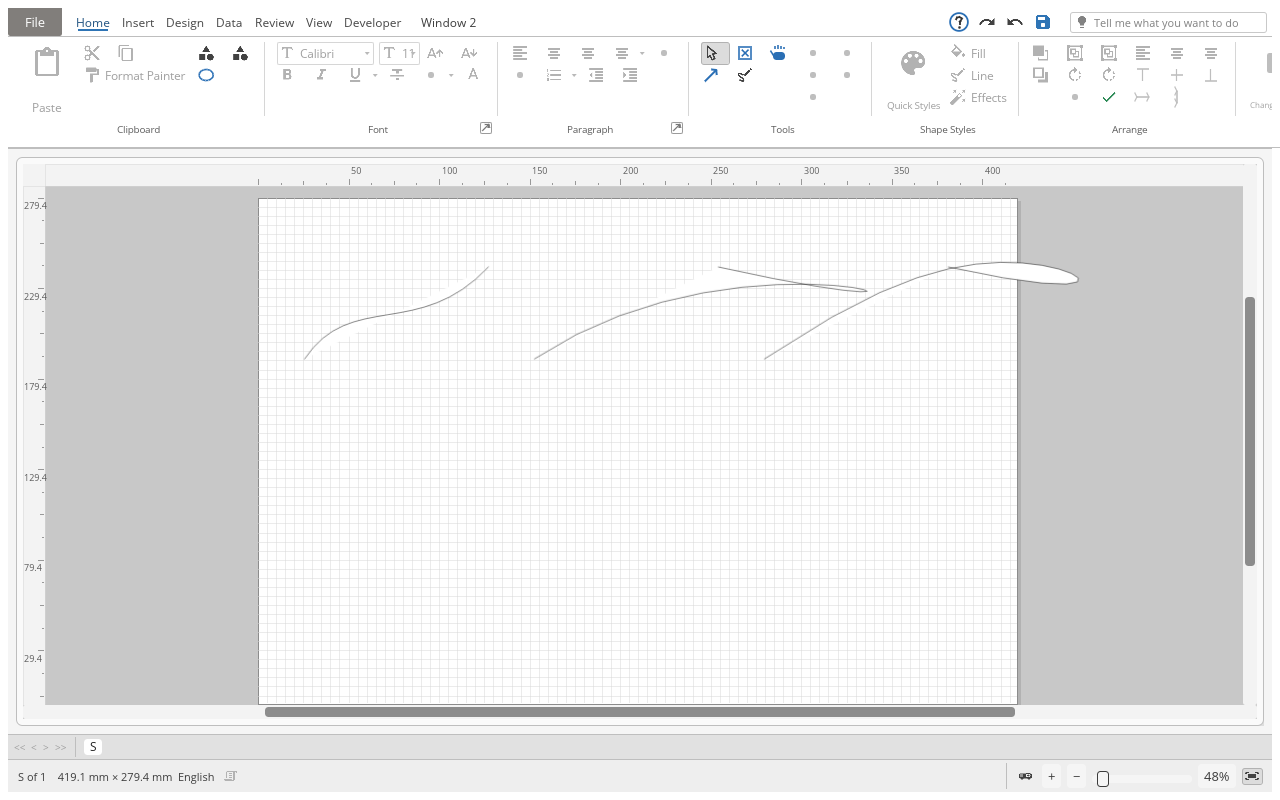 File Home Insert Design Data Review View Developer Window 2 Tell me what you want to do
Paste Format Painter Clipboard
Calibri 11 Font
Paragraph
Tools
Quick Styles Fill Line Effects Shape Styles
Arrange
50 100 150 200 250 300 350 400
279.4
229.4
179.4
129.4
79.4
29.4
<< < > >> S
S of 1 419.1 mm × 279.4 mm English 48%